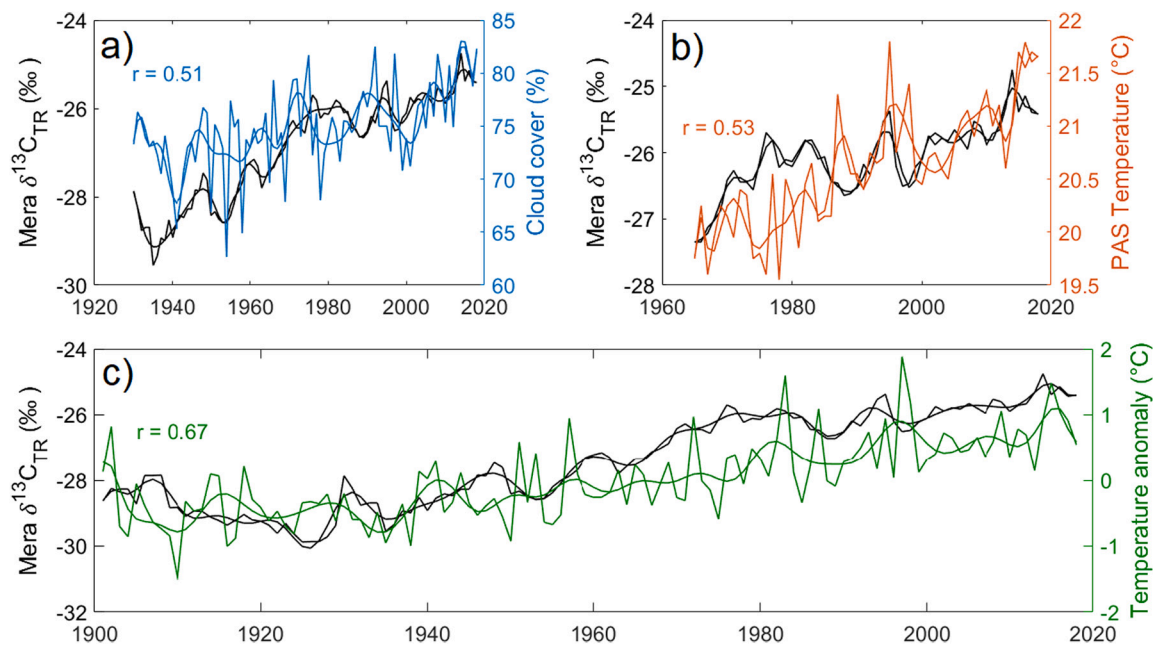 a)
r = 0.51
Mera δ¹³C_TR (‰)
-24
-26
-28
-30
Cloud cover (%)
85
80
75
70
65
60
1920 1940 1960 1980 2000 2020
b)
r = 0.53
Mera δ¹³C_TR (‰)
-24
-25
-26
-27
-28
PAS Temperature (°C)
22
21.5
21
20.5
20
19.5
1960 1980 2000 2020
c)
r = 0.67
Mera δ¹³C_TR (‰)
-24
-26
-28
-30
-32
Temperature anomaly (°C)
2
1
0
-1
-2
1900 1920 1940 1960 1980 2000 2020